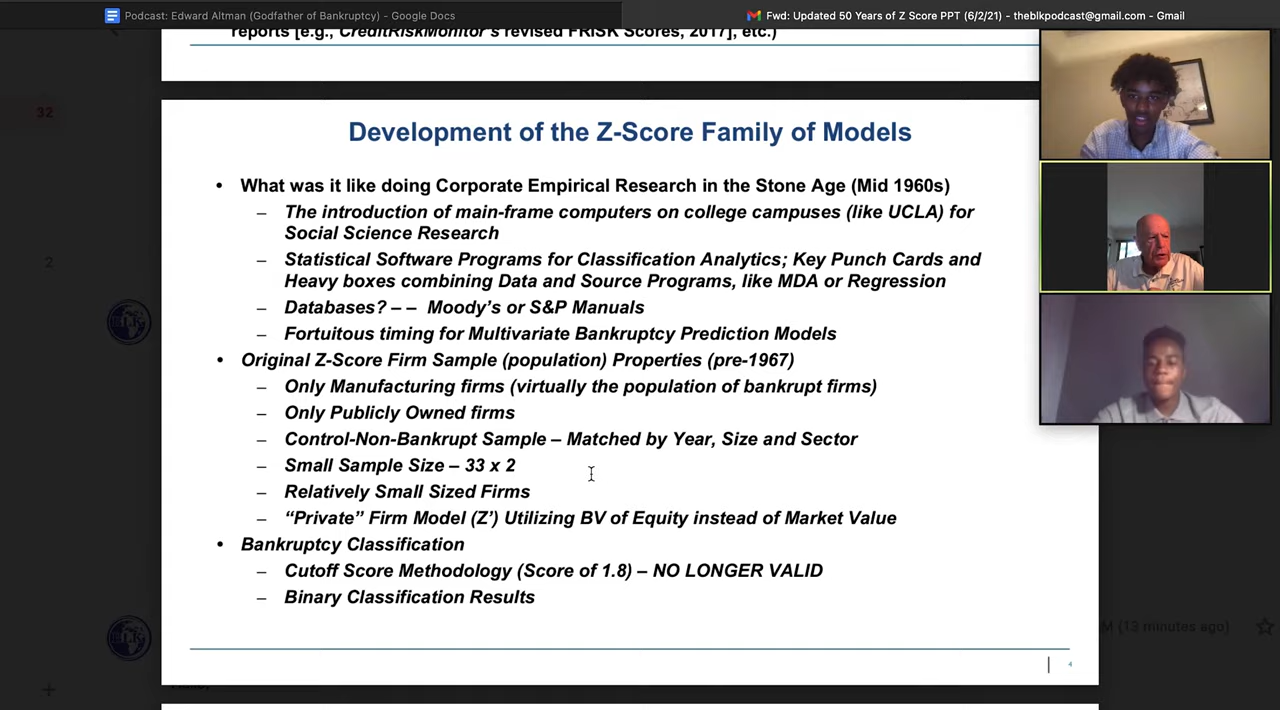 Podcast: Edward Altman (Godfather of Bankruptcy) - Google Docs
Fwd: Updated 50 Years of Z Score PPT (6/2/21) - theblkpodcast@gmail.com - Gmail
reports [e.g., CreditRiskMonitor's revised FRISK Scores, 2017], etc.)
32
Development of the Z-Score Family of Models
• What was it like doing Corporate Empirical Research in the Stone Age (Mid 1960s)
– The introduction of main-frame computers on college campuses (like UCLA) for
Social Science Research
2
– Statistical Software Programs for Classification Analytics; Key Punch Cards and
Heavy boxes combining Data and Source Programs, like MDA or Regression
– Databases? – – Moody's or S&P Manuals
– Fortuitous timing for Multivariate Bankruptcy Prediction Models
• Original Z-Score Firm Sample (population) Properties (pre-1967)
– Only Manufacturing firms (virtually the population of bankrupt firms)
– Only Publicly Owned firms
– Control-Non-Bankrupt Sample – Matched by Year, Size and Sector
– Small Sample Size – 33 x 2
– Relatively Small Sized Firms
– “Private” Firm Model (Z’) Utilizing BV of Equity instead of Market Value
• Bankruptcy Classification
– Cutoff Score Methodology (Score of 1.8) – NO LONGER VALID
– Binary Classification Results
BLK
M (13 minutes ago)
| 4